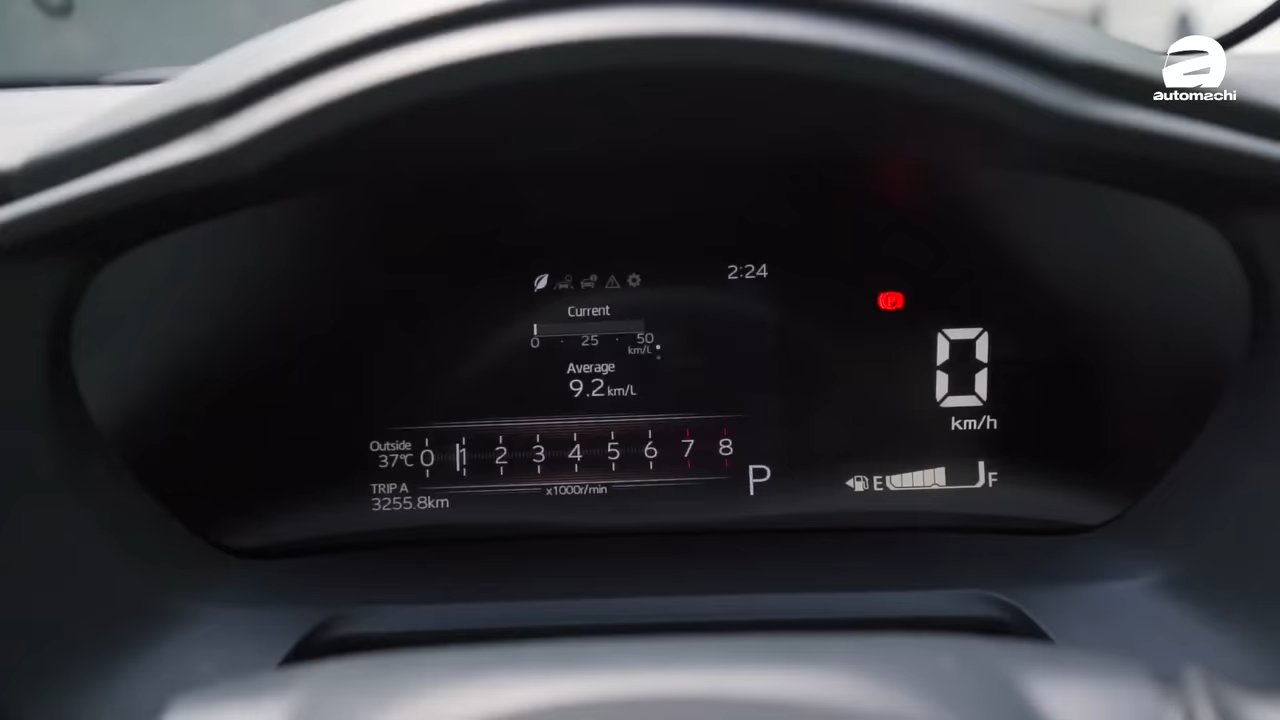 automachi
2:24
Current
0 · 25 · 50
km/L
Average
9.2 km/L
Outside
37℃
0 1 2 3 4 5 6 7 8
x1000r/min
TRIP A
3255.8km
P
P
0
km/h
E F